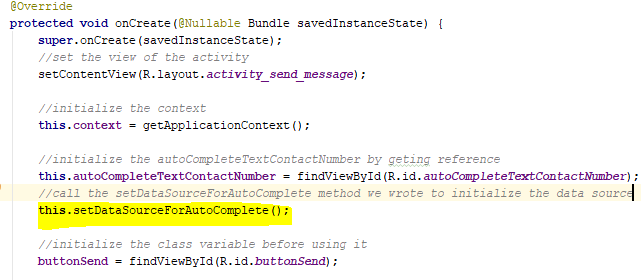 @Override
protected void onCreate(@Nullable Bundle savedInstanceState) {
super.onCreate(savedInstanceState);
//set the view of the activity
setContentView(R.layout.activity_send_message);
//initialize the context
this.context = getApplicationContext();
//initialize the autoCompleteTextContactNumber by geting reference
this.autoCompleteTextContactNumber = findViewById(R.id.autoCompleteTextContactNumber);
//call the setDataSourceForAutoComplete method we wrote to initialize the data source
this.setDataSourceForAutoComplete();
//initialize the class variable before using it
buttonSend = findViewById(R.id.buttonSend);